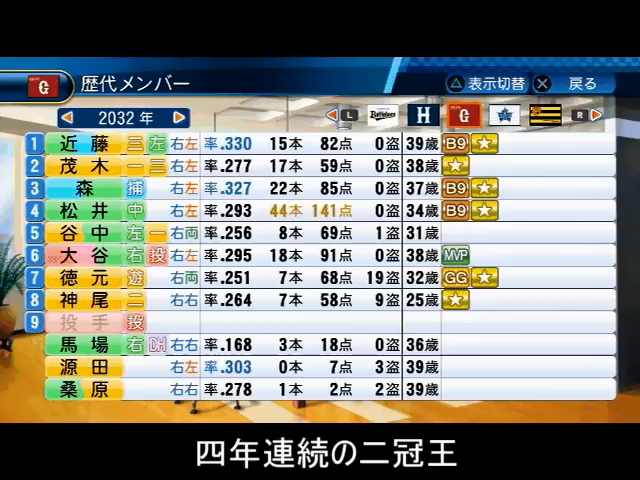 G 歴代メンバー △表示切替 × 戻る
2032年 L Buffaloes H G R
1 近藤 三 左 右左 率.330 15本 82点 0盗 39歳 B9
2 茂木 一 三 右左 率.277 17本 59点 0盗 38歳
3 森 捕 右左 率.327 22本 85点 0盗 37歳 B9
4 松井 中 右左 率.293 44本 141点 0盗 34歳 B9
5 谷中 左 一 右両 率.256 8本 69点 1盗 31歳
6 大谷 右 投 右左 率.295 18本 91点 0盗 38歳 MVP
7 徳元 遊 右両 率.251 7本 68点 19盗 32歳 GG
8 神尾 二 右右 率.264 7本 58点 9盗 25歳
9 投手 投
馬場 右 DH 右右 率.168 3本 18点 0盗 36歳
源田 右左 率.303 0本 7点 3盗 39歳
桑原 右右 率.278 1本 2点 2盗 39歳
四年連続の二冠王